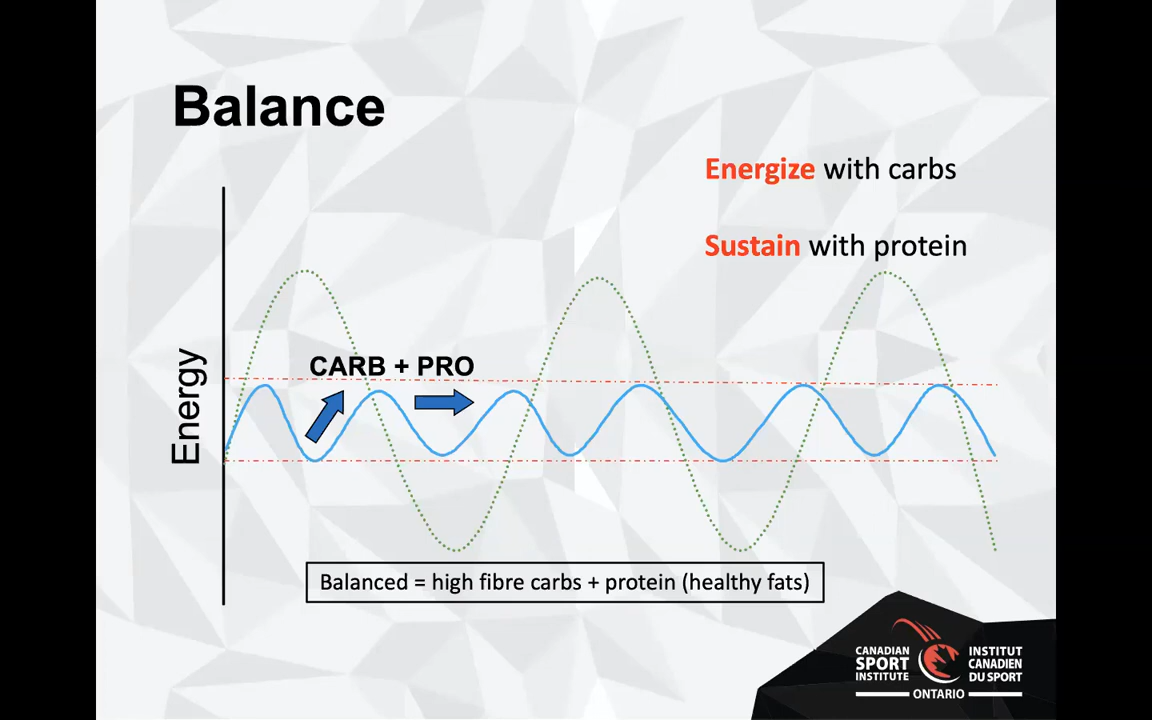 Balance
Energize with carbs
Sustain with protein
Energy
CARB + PRO
Balanced = high fibre carbs + protein (healthy fats)
CANADIAN
SPORT
INSTITUTE
INSTITUT
CANADIEN
DU SPORT
ONTARIO